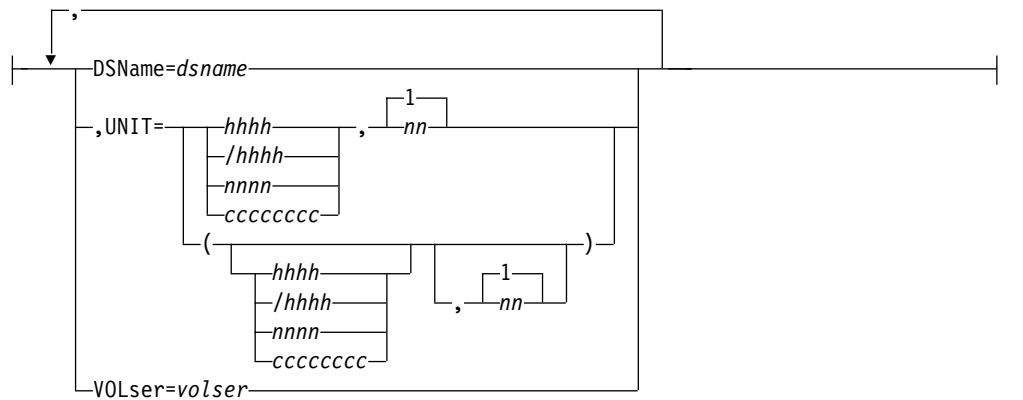 ,
DSName=dsname
1
,UNIT= hhhh , nn
/hhhh
nnnn
cccccccc
( )
hhhh 1
/hhhh , nn
nnnn
cccccccc
VOLser=volser